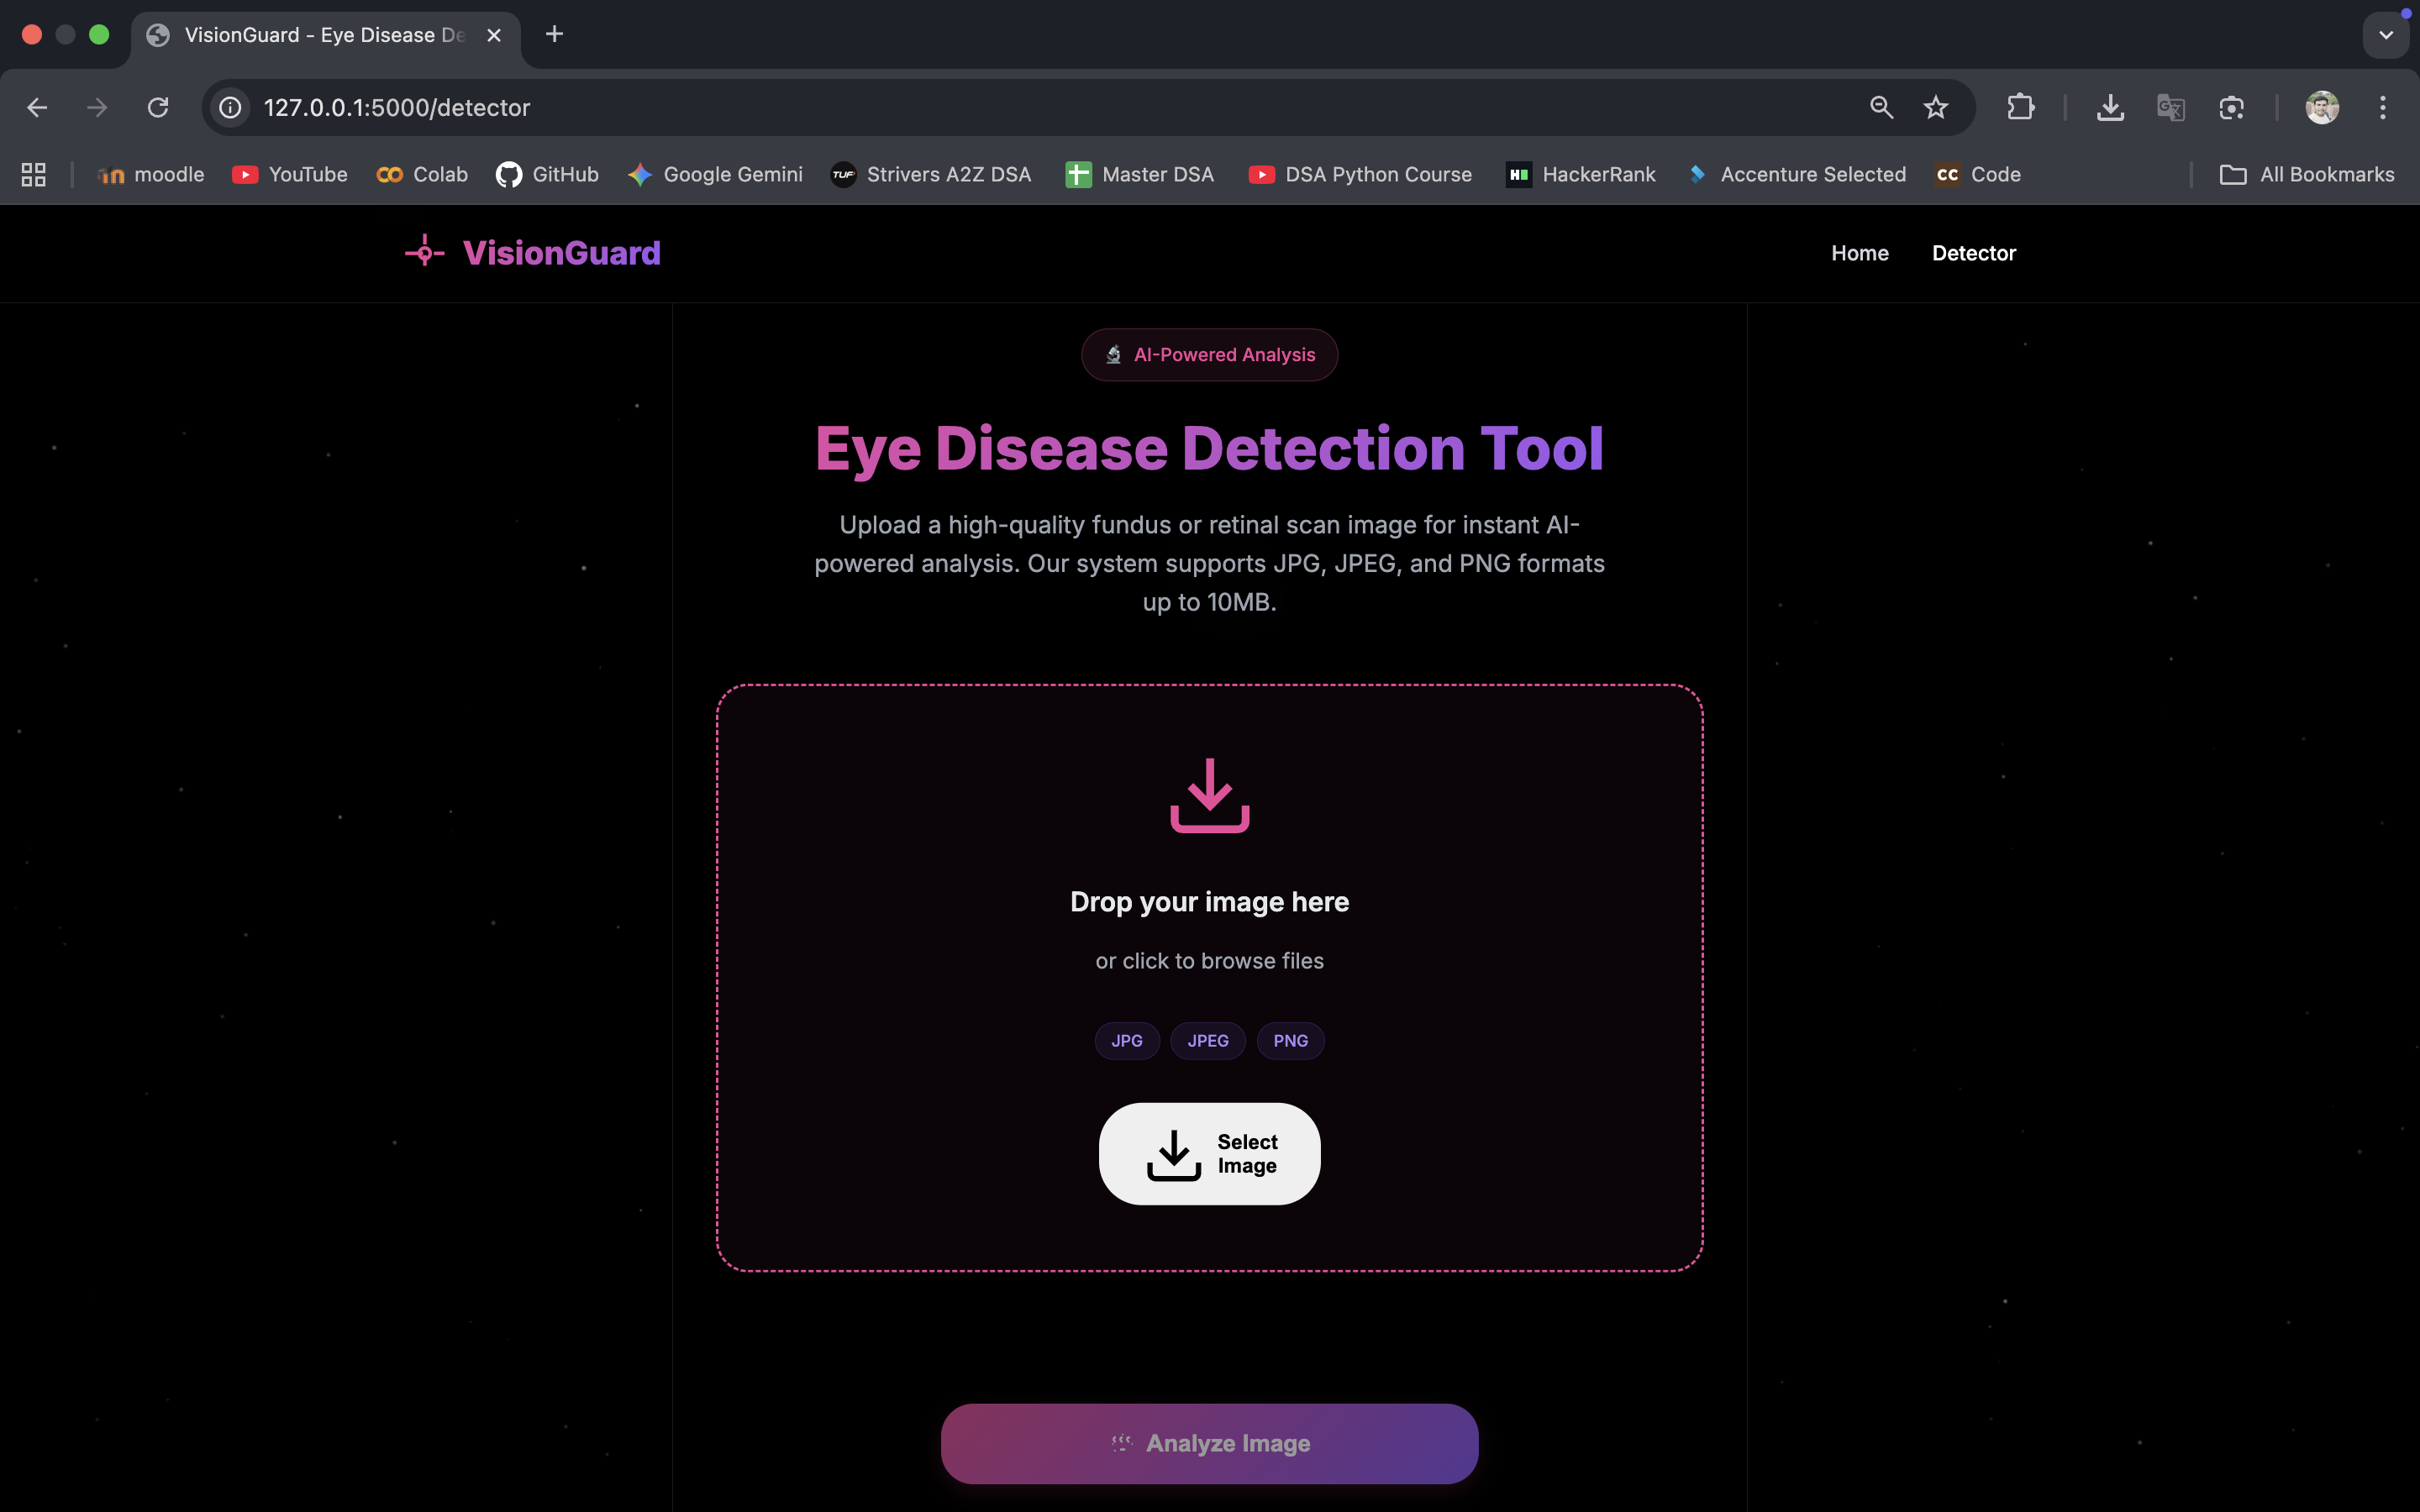 VisionGuard - Eye Disease De
127.0.0.1:5000/detector
moodle YouTube Colab GitHub Google Gemini TUF Strivers A2Z DSA Master DSA DSA Python Course HackerRank Accenture Selected CC Code All Bookmarks
VisionGuard Home Detector
AI-Powered Analysis
Eye Disease Detection Tool
Upload a high-quality fundus or retinal scan image for instant AI-
powered analysis. Our system supports JPG, JPEG, and PNG formats
up to 10MB.
Drop your image here
or click to browse files
JPG JPEG PNG
Select
Image
Analyze Image